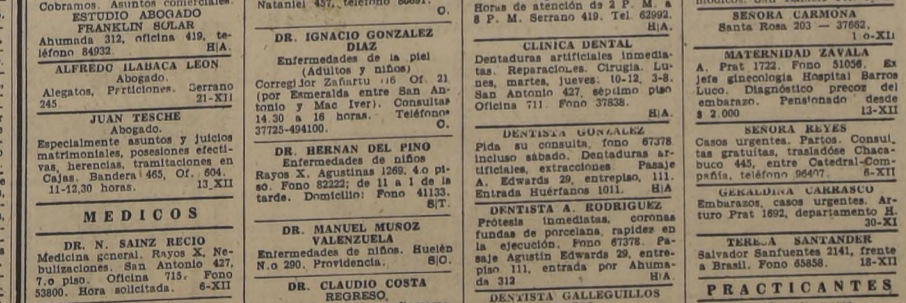 Cobramos. Asuntos comerciales.
ESTUDIO ABOGADO
FRANKLIN SOLAR
Ahumada 312, oficina 419, te-
léfono 84932. H|A.
ALFREDO ILABACA LEON
Abogado.
Alegatos, Particiones. Serrano
245. 21-XII
JUAN TESCHE
Abogado.
Especialmente asuntos y juicios
matrimoniales, posesiones efecti-
vas, herencias, tramitaciones en
Cajas. Bandera 465, Of. 604.
11-12,30 horas. 13_XII
MEDICOS
DR. N. SAINZ RECIO
Medicina general. Rayos X, Ne-
bulizaciones. San Antonio 427,
7.o piso. Oficina 715. Fono
53800. Hora solicitada. 6-XII
Nataniel 457, teléfono
O.
DR. IGNACIO GONZALEZ
DIAZ
Enfermedades de la piel
(Adultos y niños)
Corregidor Zañartu Of. 21
(por Esmeralda entre San An-
tonio y Mac Iver). Consultas
14.30 a 16 horas. Teléfonos
37725-494100. O.
DR. HERNAN DEL PINO
Enfermedades de niños
Rayos X. Agustinas 1269, 4.o pi-
so. Fono 82222; de 11 a 1 de la
tarde. Domicilio: Fono 41133.
S|T.
DR. MANUEL MUÑOZ
VALENZUELA
Enfermedades de niños. Huelén
N.o 290. Providencia. S|O.
DR. CLAUDIO COSTA
REGRESO,
Horas de atención de 2 P. M. a
8 P. M. Serrano 419, Tel. 62992.
H|A
CLINICA DENTAL
Dentaduras artificiales inmedia-
tas. Reparaciones. Cirugía. Lu-
nes, martes, jueves: 10-12, 3-8.
San Antonio 427, séptimo piso
Oficina 711. Fono 37838.
H|A
DENTISTA GONZALEZ
Pida su consulta, fono 67378
incluso sábado. Dentaduras ar-
tificiales, extracciones Pasaje
A. Edwards 29, entrepiso, 111.
Entrada Huérfanos 1011. H|A
DENTISTA A. RODRIGUEZ
Prótesis inmediatas, coronas
fundas de porcelana, rapidez en
la ejecución. Fono 67378. Pa-
saje Agustín Edwards 29, entre-
piso 111, entrada por Ahuma-
da 312 H|A
DENTISTA GALLEGUILLOS
SEÑORA CARMONA
Santa Rosa 203 — 37662.
1o-XII
MATERNIDAD ZAVALA
A. Prat 1722. Fono 51056. Ex
jefe ginecología Hospital Barros
Luco. Diagnóstico precoz del
embarazo. Pensionado desde
$ 2.000 13-XII
SEÑORA REYES
Casos urgentes. Partos. Consul_
tas gratuitas, trasladóse Chaca-
buco 445, entre Catedral-Com-
pañía, teléfono 96407. 6-XII
GERALDINA CARRASCO
Embarazos, casos urgentes. Ar-
turo Prat 1692, departamento H.
30-XI
TERESA SANTANDER
Salvador Sanfuentes 2141, frente
a Brasil. Fono 65858. 18-XII
PRACTICANTES